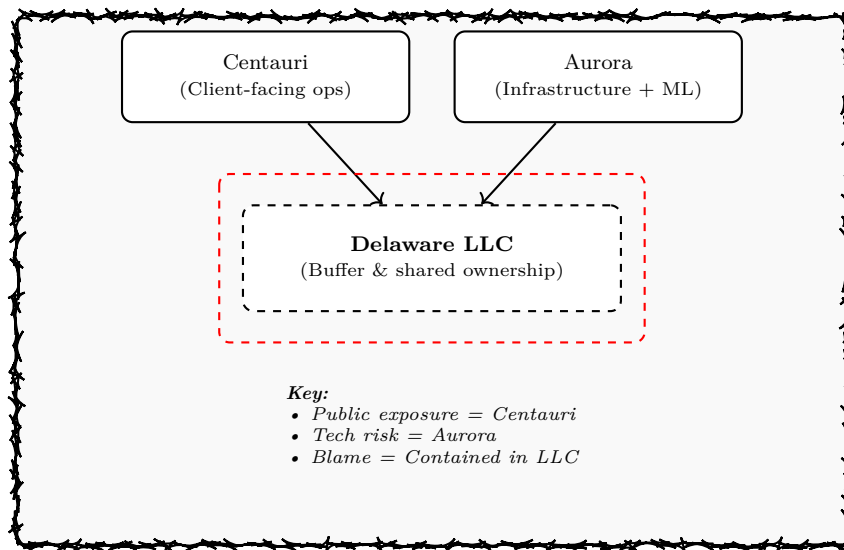 Centauri
(Client-facing ops)
Aurora
(Infrastructure + ML)
Delaware LLC
(Buffer & shared ownership)
Key:
• Public exposure = Centauri
• Tech risk = Aurora
• Blame = Contained in LLC